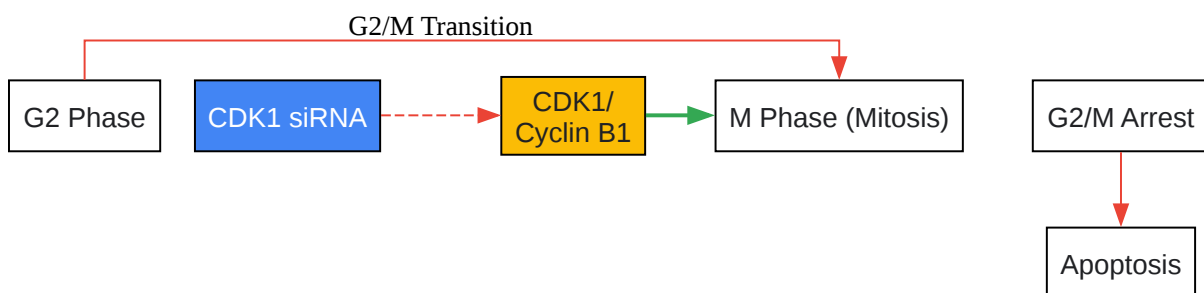 G2/M Transition
G2 Phase
CDK1 siRNA
CDK1/
Cyclin B1
M Phase (Mitosis)
G2/M Arrest
Apoptosis